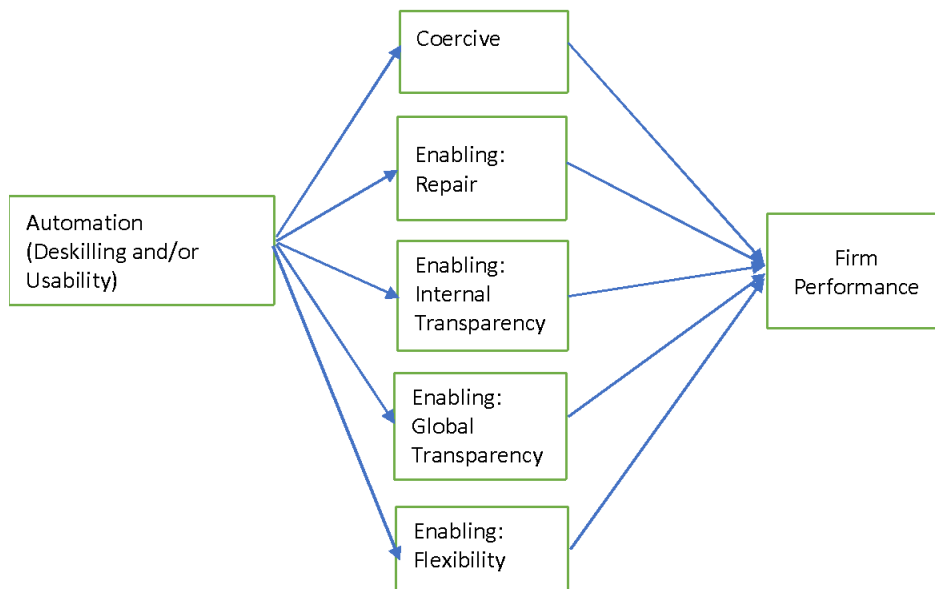 Coercive
Enabling:
Repair
Automation
(Deskilling and/or
Usability)
Enabling:
Internal
Transparency
Firm
Performance
Enabling:
Global
Transparency
Enabling:
Flexibility